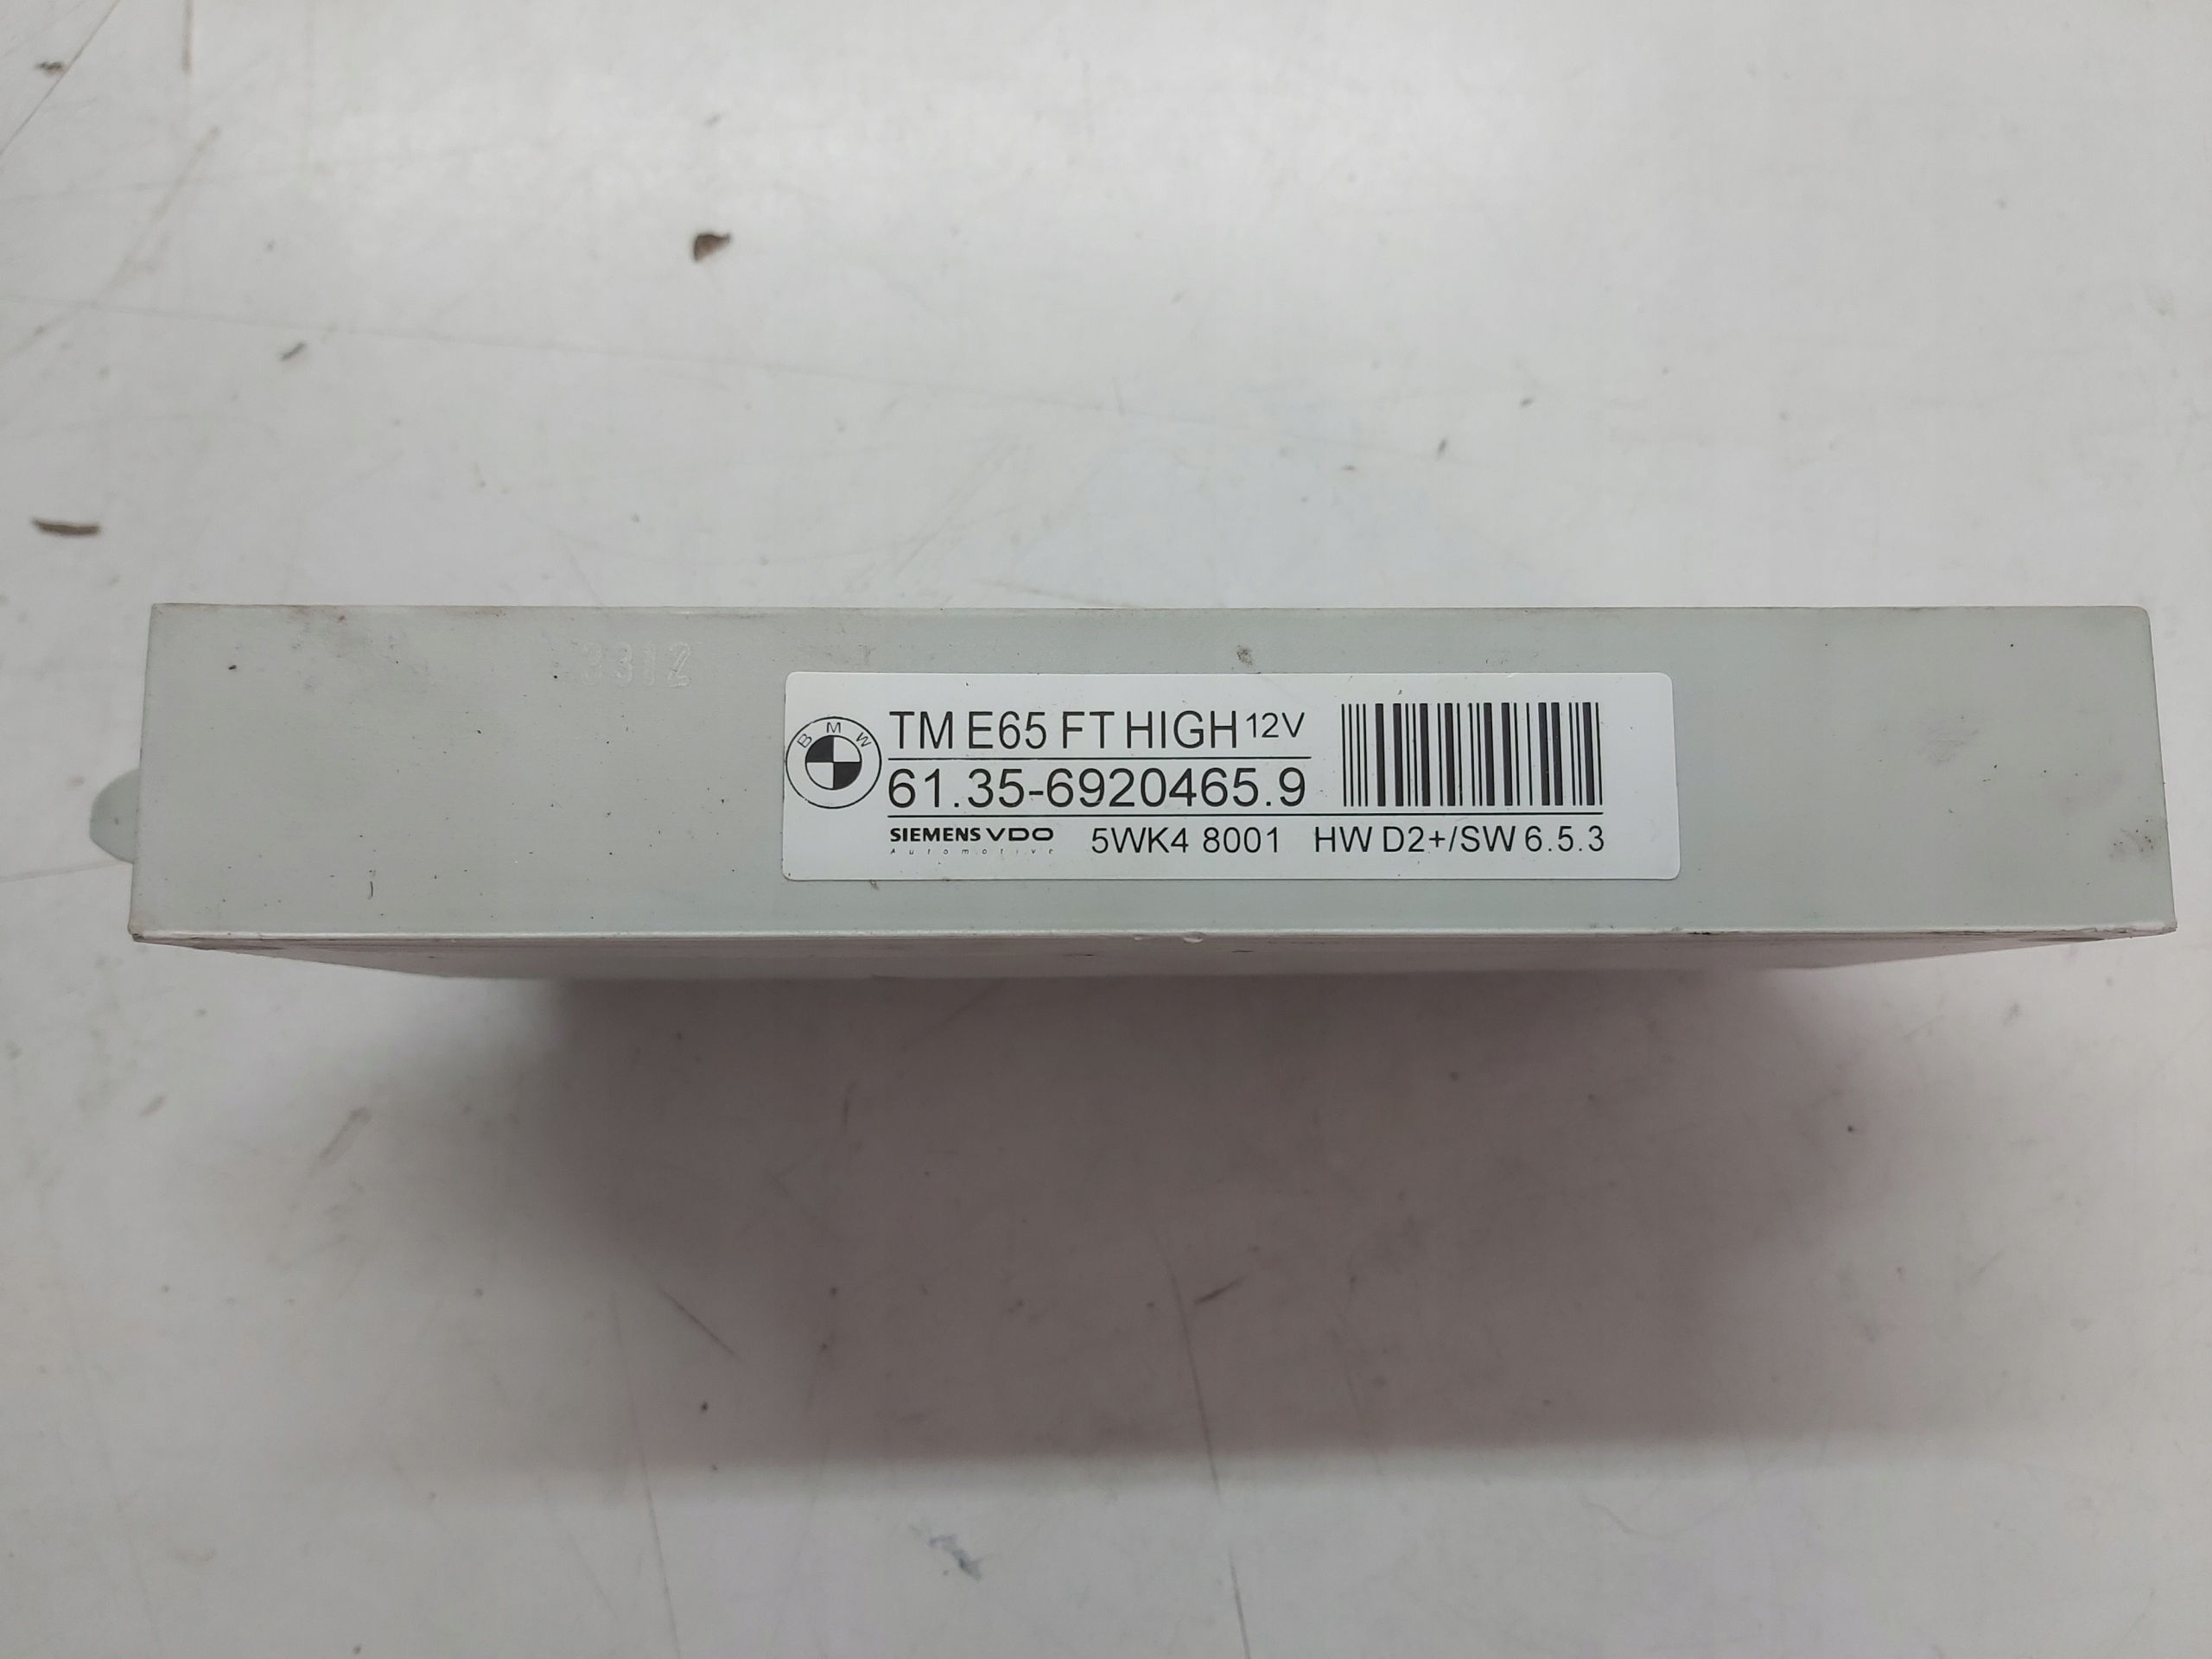 3312
BMW
TM E65 FT HIGH 12V
61.35-6920465.9
SIEMENS VDO 5WK4 8001 HW D2+/SW 6.5.3
Automotive